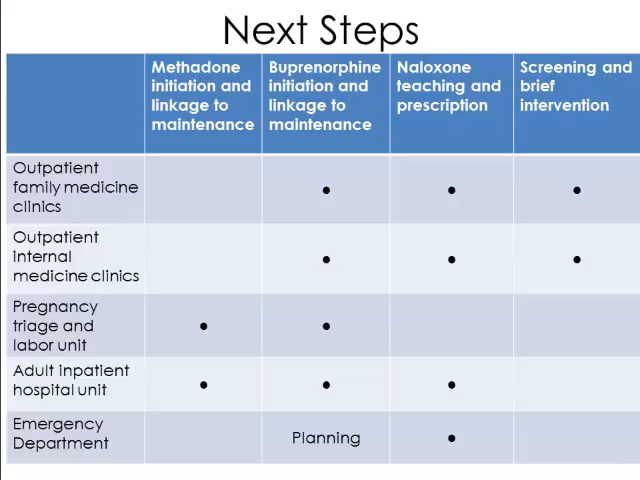 Next Steps
Methadone initiation and linkage to maintenance
Buprenorphine initiation and linkage to maintenance
Naloxone teaching and prescription
Screening and brief intervention
Outpatient family medicine clinics
• • •
Outpatient internal medicine clinics
• • •
Pregnancy triage and labor unit
• •
Adult inpatient hospital unit
• • •
Emergency Department
Planning •